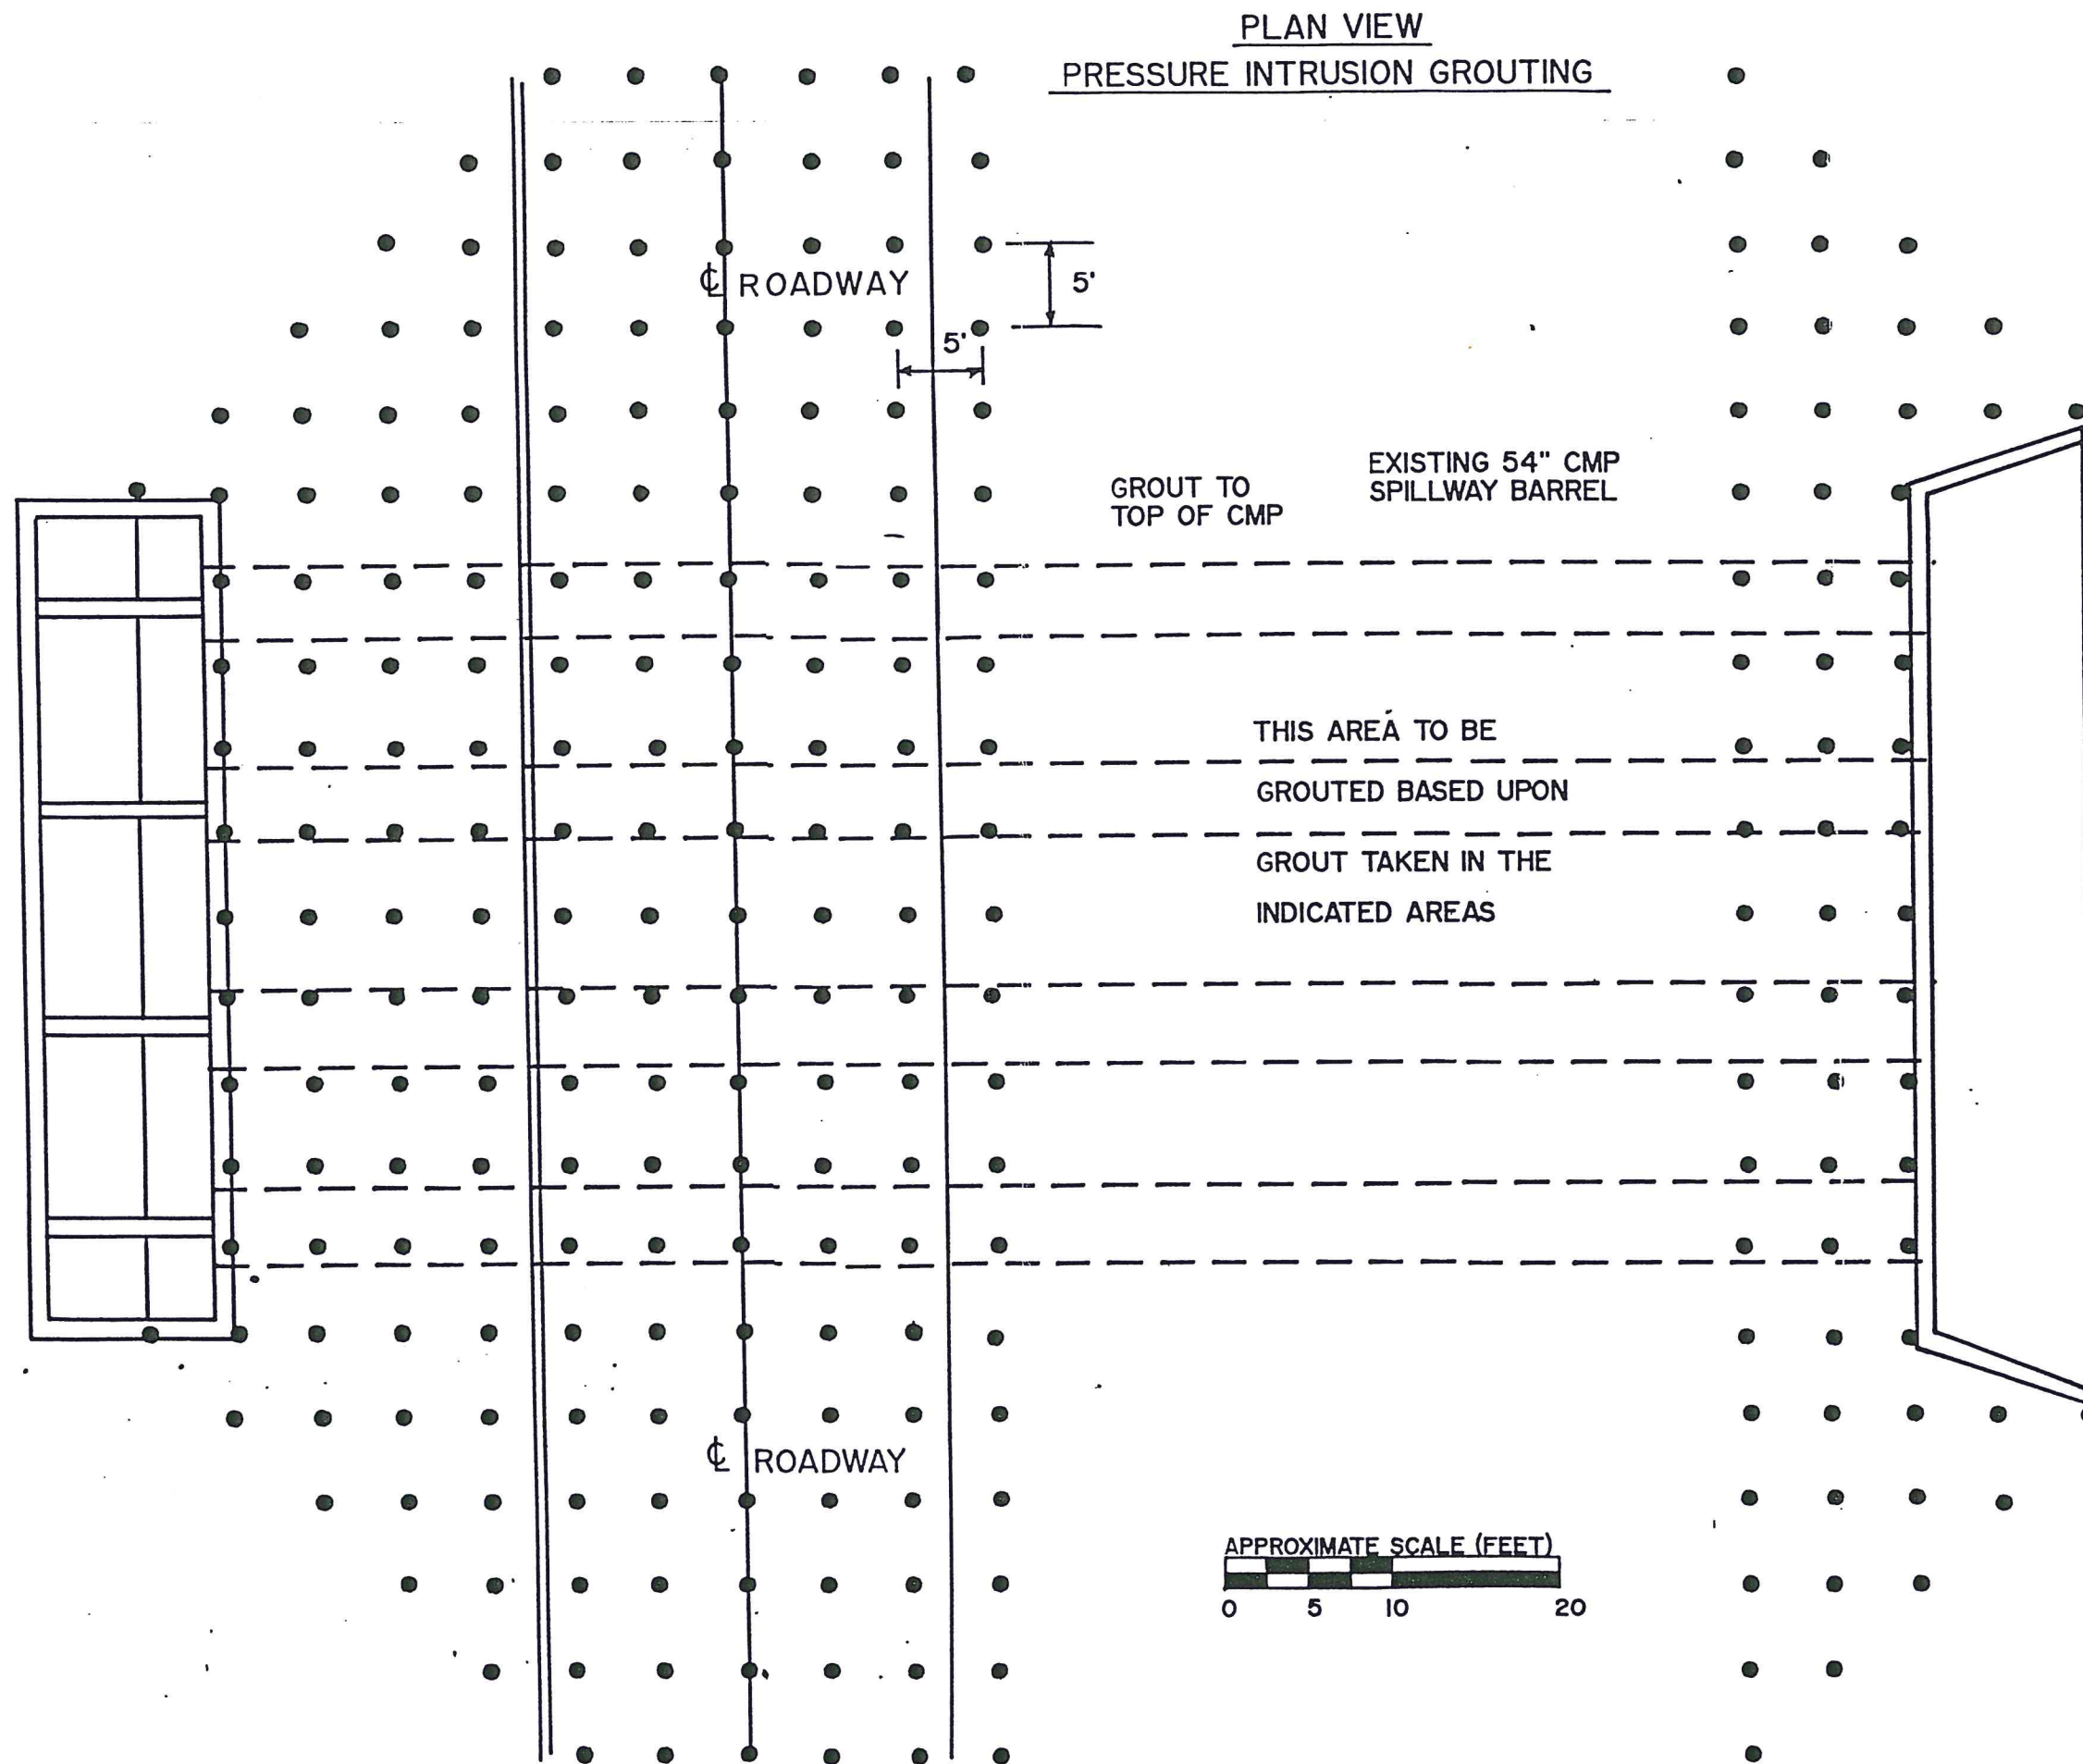 PLAN VIEW
PRESSURE INTRUSION GROUTING
℄ ROADWAY
5'
5'
GROUT TO
TOP OF CMP
EXISTING 54" CMP
SPILLWAY BARREL
THIS AREA TO BE
GROUTED BASED UPON
GROUT TAKEN IN THE
INDICATED AREAS
℄ ROADWAY
APPROXIMATE SCALE (FEET)
0 5 10 20